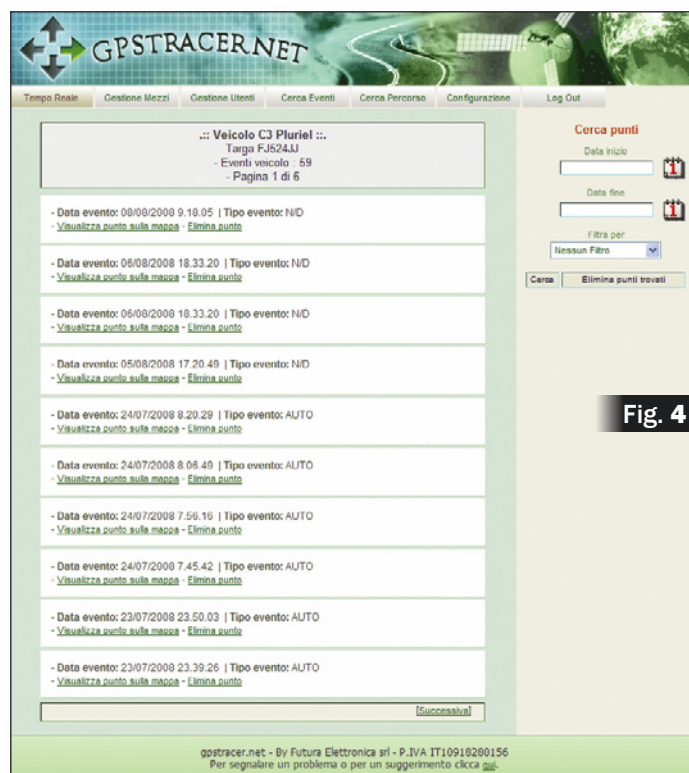 GPSTRACERNET
Tempo Reale Gestione Mezzi Gestione Utenti Cerca Eventi Cerca Percorso Configurazione Log Out
.:: Veicolo C3 Pluriel ::.
Targa FJ524JJ
- Eventi veicolo : 59
- Pagina 1 di 6
- Data evento: 08/08/2008 9.18.05 | Tipo evento: N/D
- Visualizza punto sulla mappa - Elimina punto
- Data evento: 06/08/2008 18.33.20 | Tipo evento: N/D
- Visualizza punto sulla mappa - Elimina punto
- Data evento: 06/08/2008 18.33.20 | Tipo evento: N/D
- Visualizza punto sulla mappa - Elimina punto
- Data evento: 05/08/2008 17.20.49 | Tipo evento: N/D
- Visualizza punto sulla mappa - Elimina punto
- Data evento: 24/07/2008 8.20.29 | Tipo evento: AUTO
- Visualizza punto sulla mappa - Elimina punto
- Data evento: 24/07/2008 8.06.49 | Tipo evento: AUTO
- Visualizza punto sulla mappa - Elimina punto
- Data evento: 24/07/2008 7.56.16 | Tipo evento: AUTO
- Visualizza punto sulla mappa - Elimina punto
- Data evento: 24/07/2008 7.45.42 | Tipo evento: AUTO
- Visualizza punto sulla mappa - Elimina punto
- Data evento: 23/07/2008 23.50.03 | Tipo evento: AUTO
- Visualizza punto sulla mappa - Elimina punto
- Data evento: 23/07/2008 23.39.26 | Tipo evento: AUTO
- Visualizza punto sulla mappa - Elimina punto
[Successiva]
Cerca punti
Data inizio
1
Data fine
1
Filtra per
Nessun Filtro
Cerca Elimina punti trovati
Fig. 4
gpstracer.net - By Futura Elettronica srl - P.IVA IT10918280156
Per segnalare un problema o per un suggerimento clicca qui.